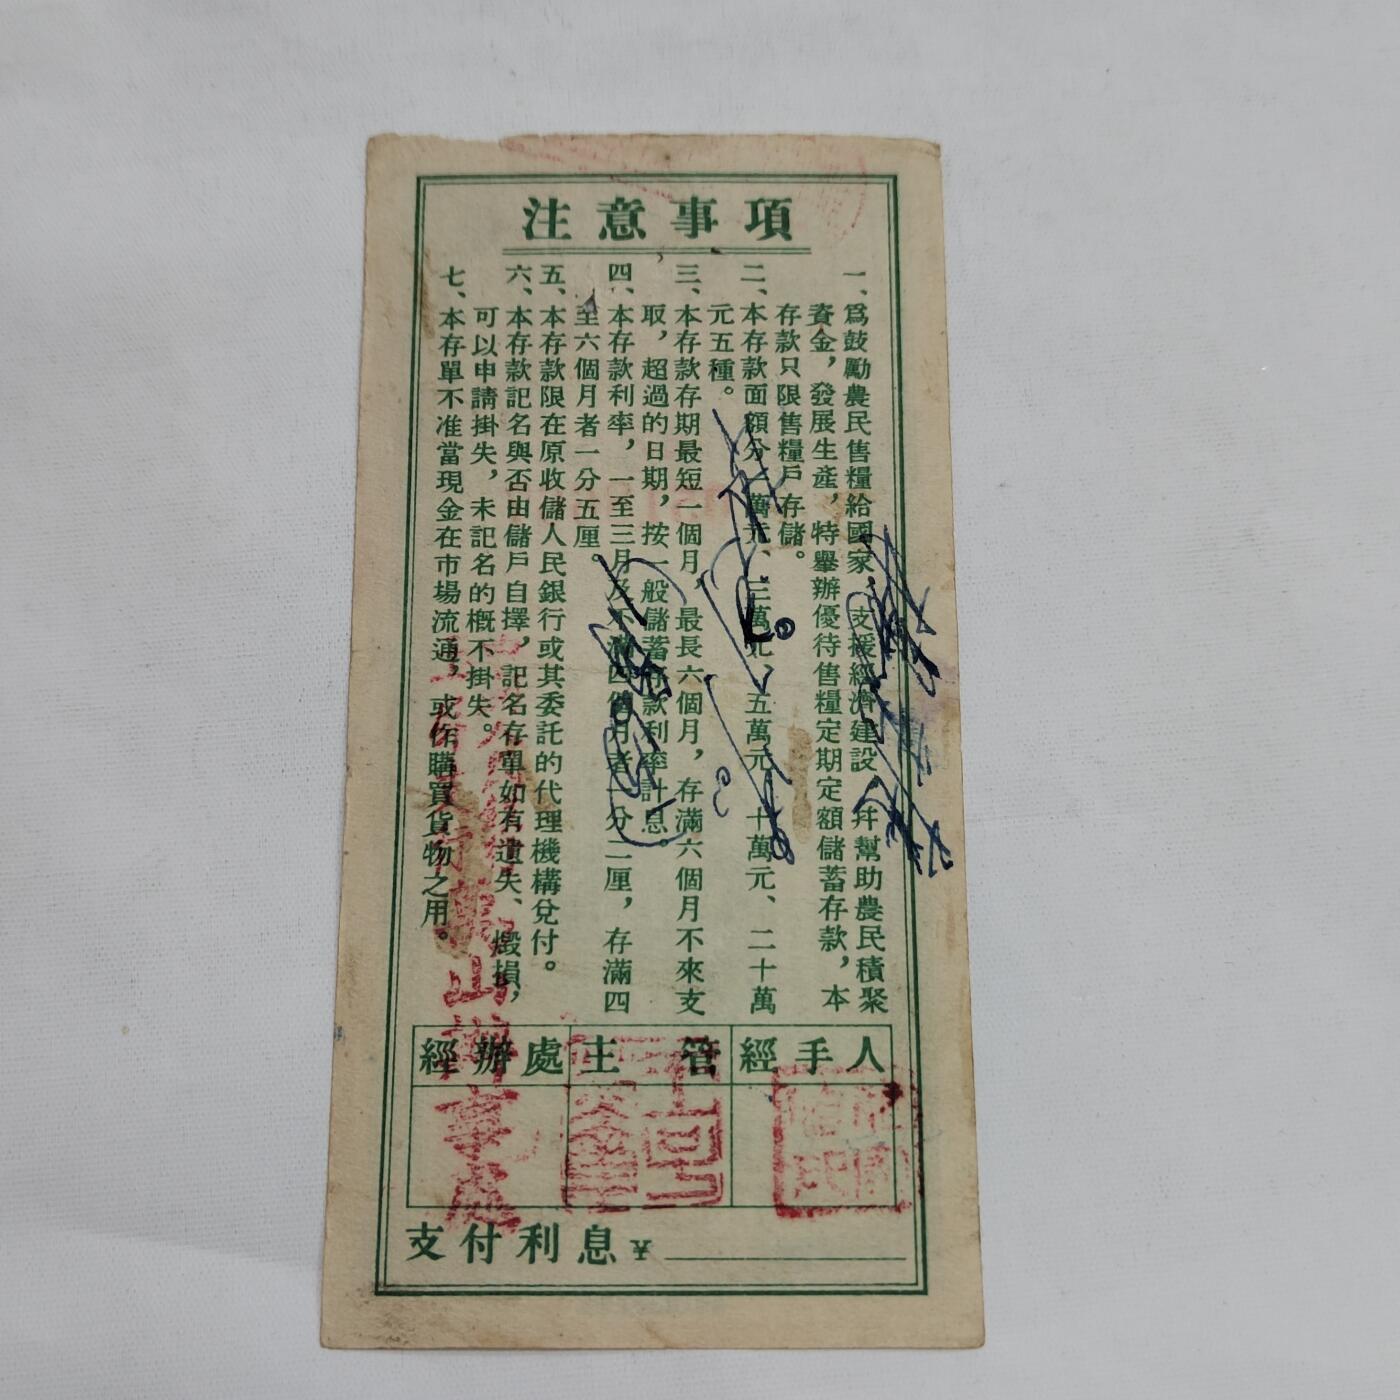 注意事項
一、爲鼓勵農民售糧給國家，支援經濟建設，幷幫助農民積聚
資金，發展生產，特舉辦優待售糧定期定額儲蓄存款，本
存款只限售糧戶存儲。
二、本存款面額分一萬元、三萬元、五萬元、十萬元、二十萬
元五種。
三、本存款存期最短一個月，最長六個月，存滿六個月不來支
取，超過的日期，按一般儲蓄存款利率計息。
四、本存款利率，一至三月及不滿四個月者一分二厘，存滿四
至六個月者一分五厘。
五、本存款限在原收儲人民銀行或其委託的代理機構兌付。
六、本存款記名與否由儲戶自擇，記名存單如有遺失、燬損，
可以申請掛失，未記名的概不掛失。
七、本存單不准當現金在市場流通，或作購買貨物之用。
經辦處 主管 經手人
山辦事處
支付利息¥